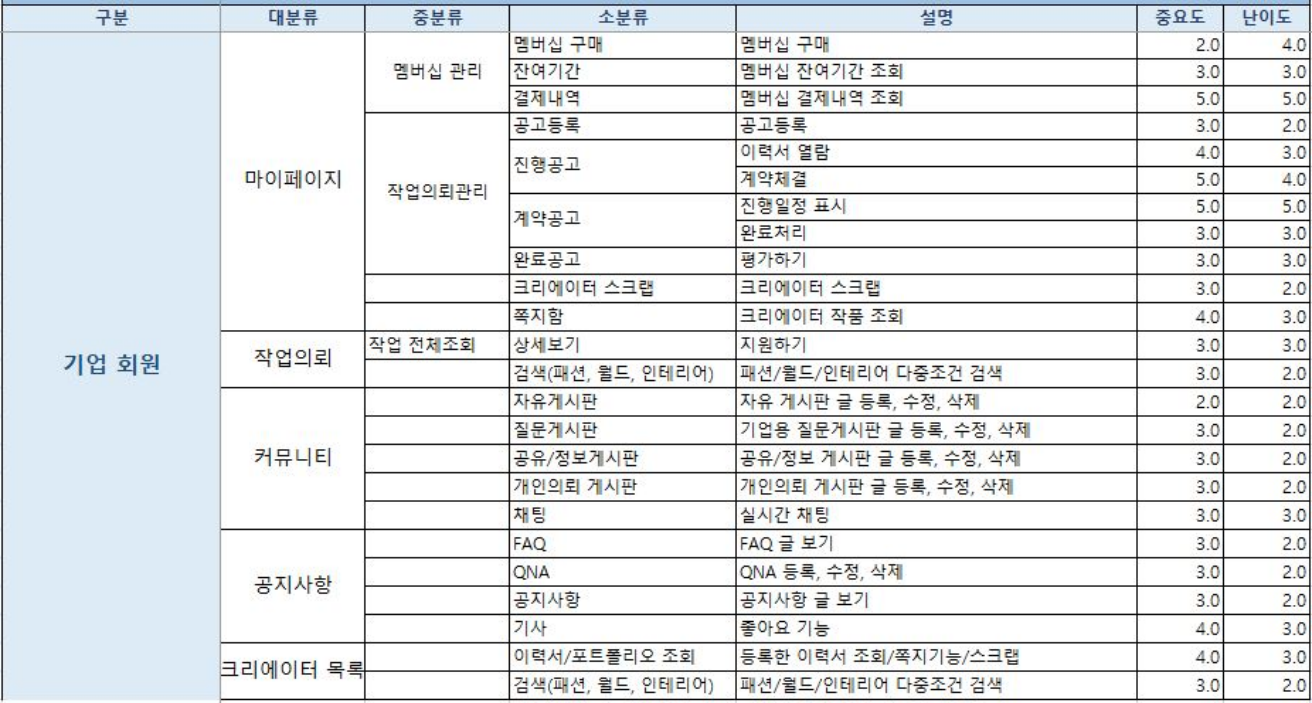 구분 대분류 중분류 소분류 설명 중요도 난이도
멤버십 구매 멤버십 구매 2.0 4.0
멤버십 관리 잔여기간 멤버십 잔여기간 조회 3.0 3.0
결제내역 멤버십 결제내역 조회 5.0 5.0
공고등록 공고등록 3.0 2.0
진행공고 이력서 열람 4.0 3.0
마이페이지 작업의뢰관리 계약체결 5.0 4.0
계약공고 진행일정 표시 5.0 5.0
완료처리 3.0 3.0
완료공고 평가하기 3.0 3.0
크리에이터 스크랩 크리에이터 스크랩 3.0 2.0
쪽지함 크리에이터 작품 조회 4.0 3.0
기업 회원 작업의뢰 작업 전체조회 상세보기 지원하기 3.0 3.0
검색(패션, 월드, 인테리어) 패션/월드/인테리어 다중조건 검색 3.0 2.0
자유게시판 자유 게시판 글 등록, 수정, 삭제 2.0 2.0
질문게시판 기업용 질문게시판 글 등록, 수정, 삭제 3.0 2.0
커뮤니티 공유/정보게시판 공유/정보 게시판 글 등록, 수정, 삭제 3.0 2.0
개인의뢰 게시판 개인의뢰 게시판 글 등록, 수정, 삭제 3.0 2.0
채팅 실시간 채팅 3.0 3.0
FAQ FAQ 글 보기 3.0 2.0
공지사항 QNA QNA 등록, 수정, 삭제 3.0 2.0
공지사항 공지사항 글 보기 3.0 2.0
기사 좋아요 기능 4.0 3.0
크리에이터 목록 이력서/포트폴리오 조회 등록한 이력서 조회/쪽지기능/스크랩 4.0 3.0
검색(패션, 월드, 인테리어) 패션/월드/인테리어 다중조건 검색 3.0 2.0